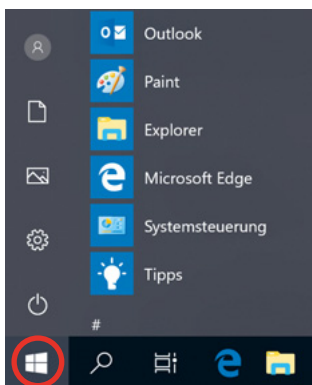 Outlook
Paint
Explorer
Microsoft Edge
Systemsteuerung
Tipps
#